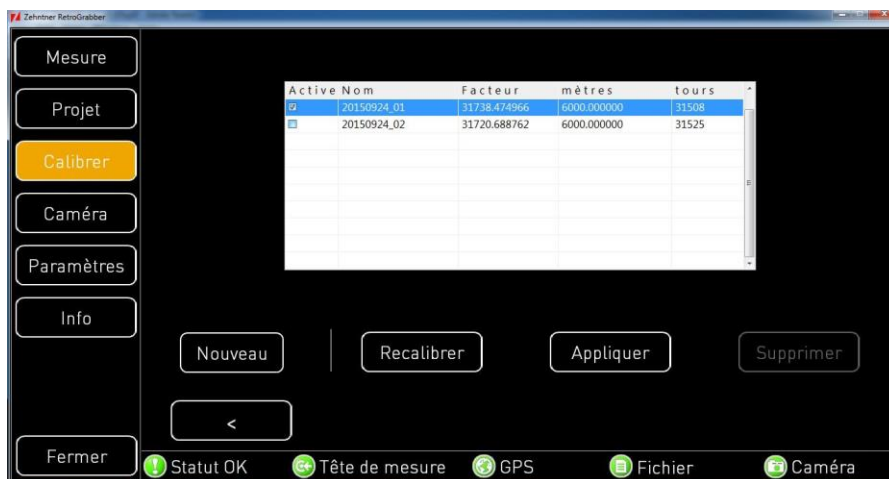 Zehntner RetroGrabber
Mesure
Projet
Calibrer
Caméra
Paramètres
Info
Fermer
Active Nom Facteur mètres tours
20150924_01 31738.474966 6000.000000 31508
20150924_02 31720.688762 6000.000000 31525
Nouveau
Recalibrer
Appliquer
Supprimer
<
Statut OK
Tête de mesure
GPS
Fichier
Caméra